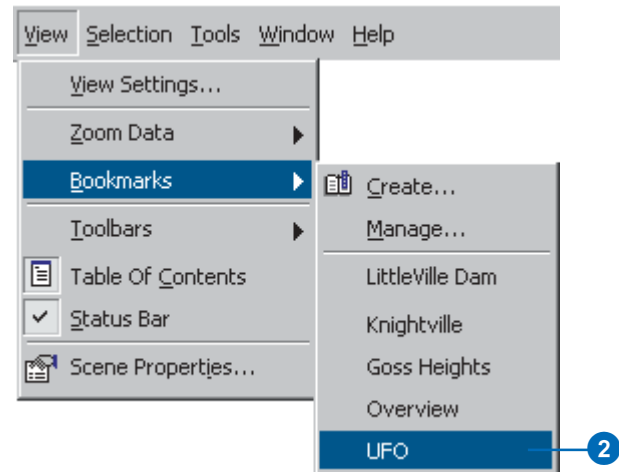 View Selection Tools Window Help
View Settings...
Zoom Data
Bookmarks
Toolbars
Table Of Contents
Status Bar
Scene Properties...
Create...
Manage...
LittleVille Dam
Knightville
Goss Heights
Overview
UFO
2